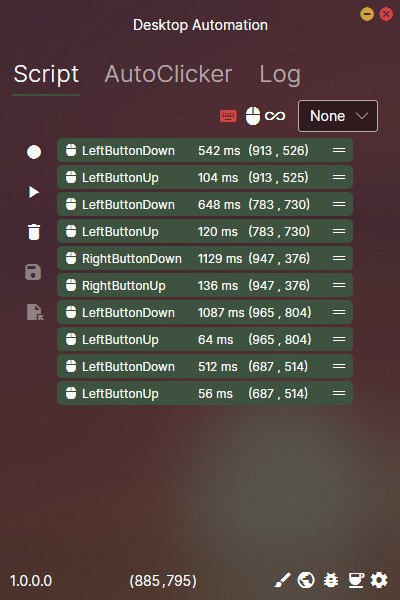 Desktop Automation
Script AutoClicker Log
None
LeftButtonDown 542 ms (913 , 526)
LeftButtonUp 104 ms (913 , 525)
LeftButtonDown 648 ms (783 , 730)
LeftButtonUp 120 ms (783 , 730)
RightButtonDown 1129 ms (947 , 376)
RightButtonUp 136 ms (947 , 376)
LeftButtonDown 1087 ms (965 , 804)
LeftButtonUp 64 ms (965 , 804)
LeftButtonDown 512 ms (687 , 514)
LeftButtonUp 56 ms (687 , 514)
1.0.0.0 (885 ,795)